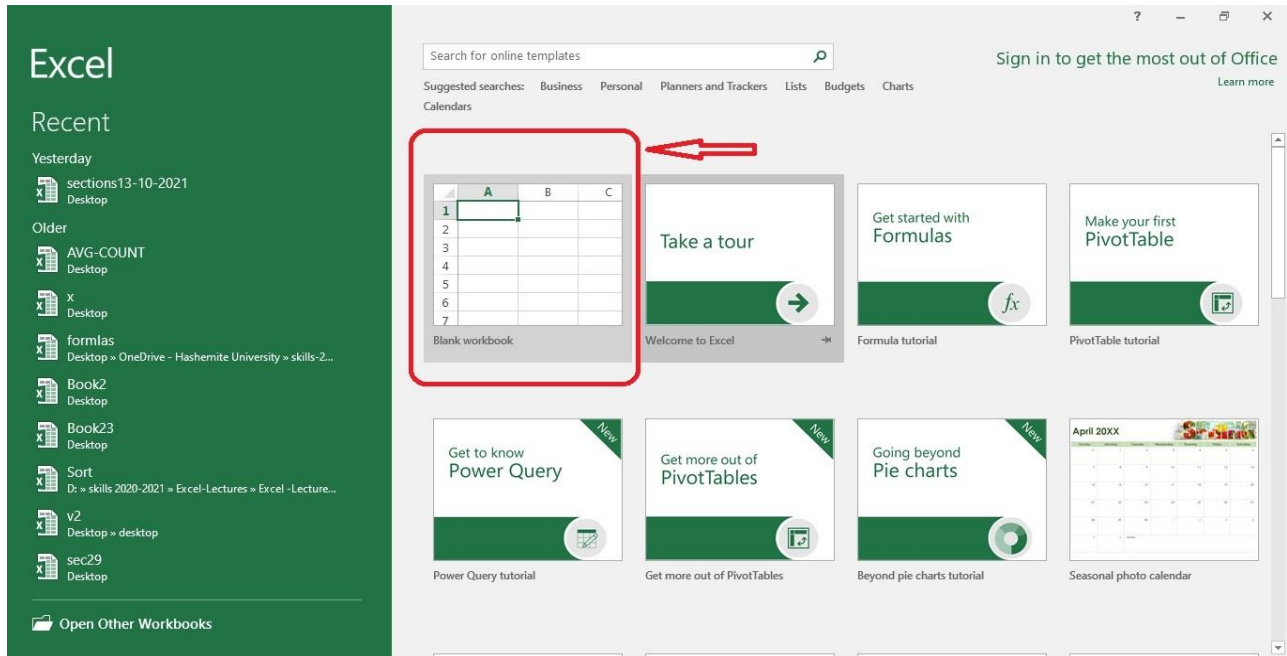 Excel
Recent
Yesterday
sections13-10-2021
Desktop
Older
AVG-COUNT
Desktop
x
Desktop
formlas
Desktop » OneDrive - Hashemite University » skills-2...
Book2
Desktop
Book23
Desktop
Sort
D: » skills 2020-2021 » Excel-Lectures » Excel -Lecture...
v2
Desktop » desktop
sec29
Desktop
Open Other Workbooks
?
Search for online templates
Sign in to get the most out of Office
Learn more
Suggested searches: Business Personal Planners and Trackers Lists Budgets Charts
Calendars
A B C
1
2
3
4
5
6
7
Blank workbook
Take a tour
Welcome to Excel
Get started with
Formulas
fx
Formula tutorial
Make your first
PivotTable
PivotTable tutorial
New
Get to know
Power Query
Power Query tutorial
New
Get more out of
PivotTables
Get more out of PivotTables
New
Going beyond
Pie charts
Beyond pie charts tutorial
April 20XX
Seasonal photo calendar